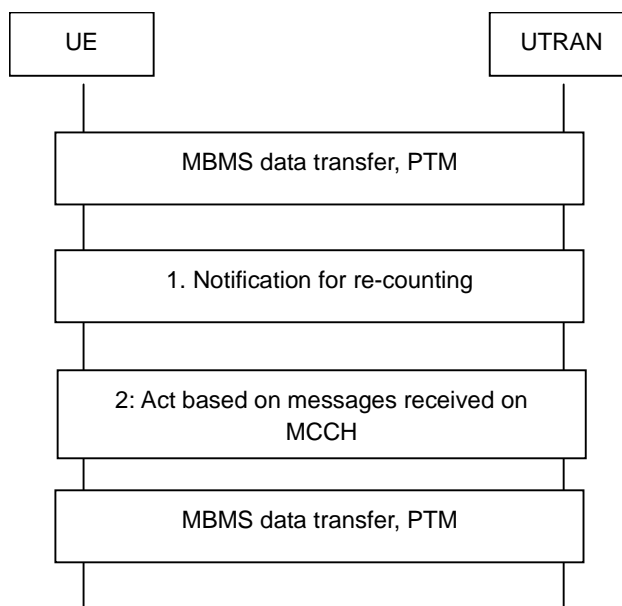 UE
UTRAN
MBMS data transfer, PTM
1. Notification for re-counting
2: Act based on messages received on
MCCH
MBMS data transfer, PTM